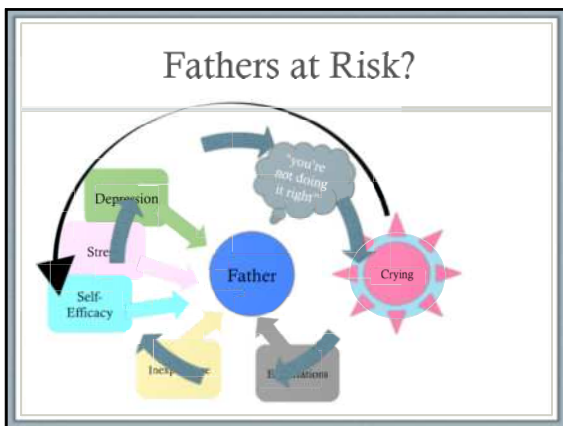 Fathers at Risk?
"you're
not doing
it right"
Depression
Self-
Efficacy
Father
Crying